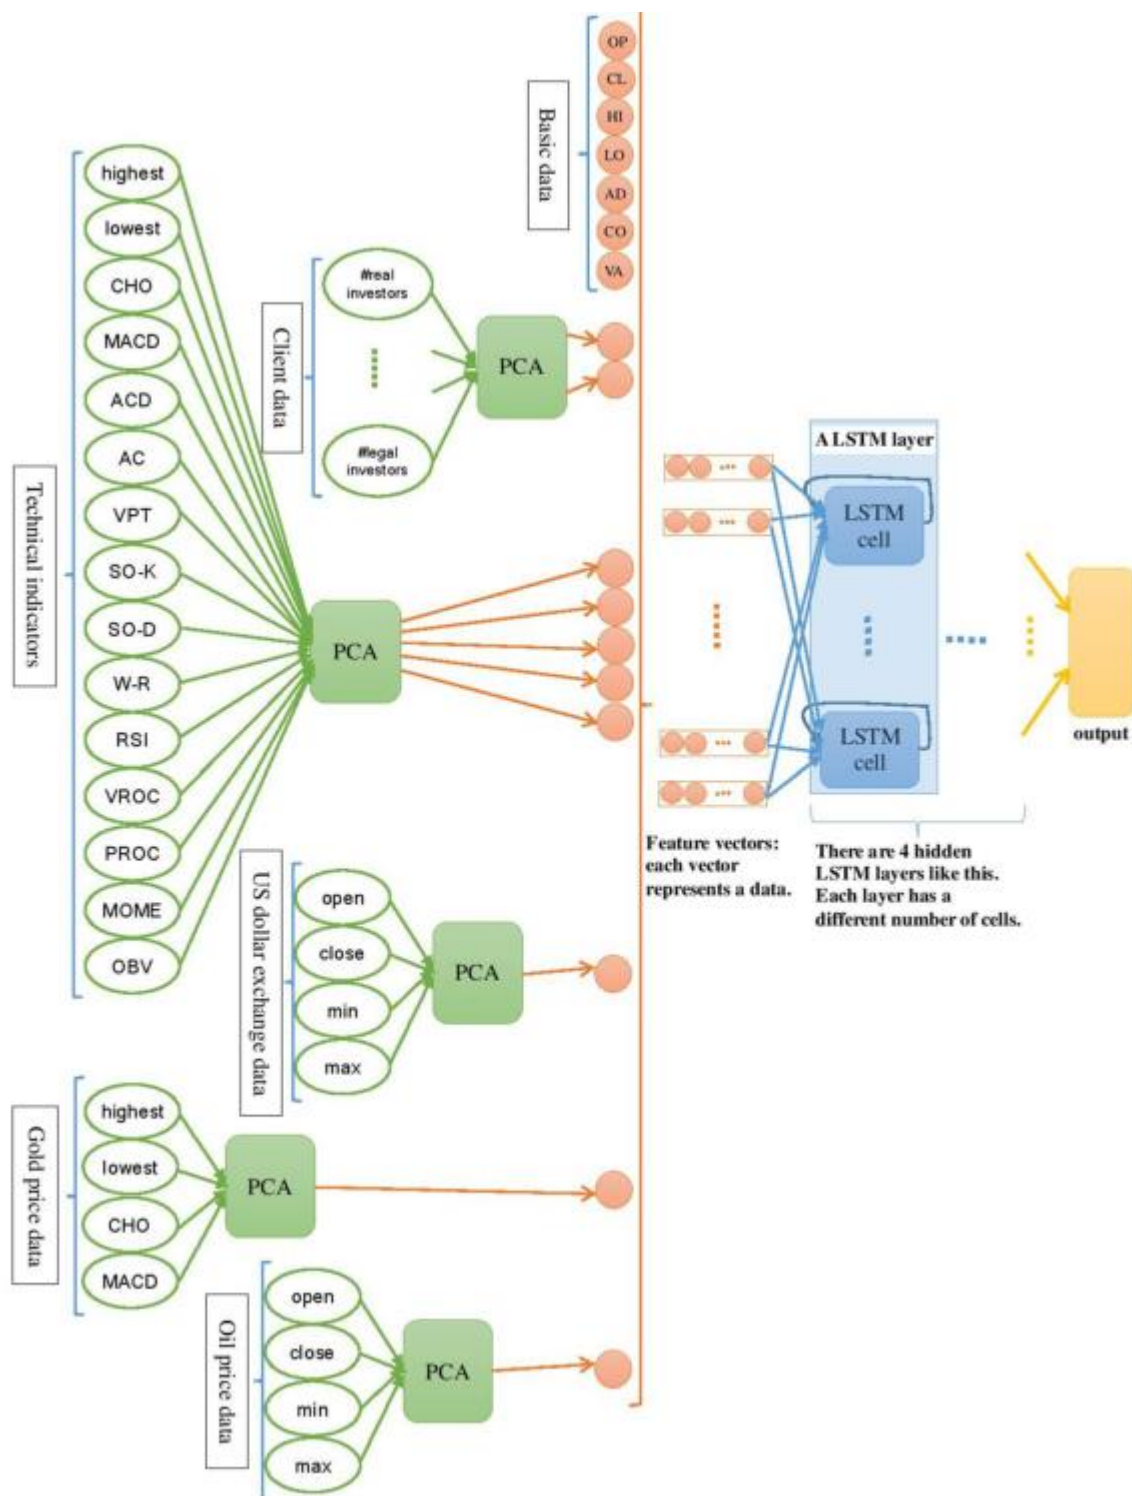 Basic data
OP
CL
HI
LO
AD
CO
VA
Client data
#real
investors
#legal
investors
PCA
Technical indicators
highest
lowest
CHO
MACD
ACD
AC
VPT
SO-K
SO-D
W-R
RSI
VROC
PROC
MOME
OBV
PCA
US dollar exchange data
open
close
min
max
PCA
Gold price data
highest
lowest
CHO
MACD
PCA
Oil price data
open
close
min
max
PCA
Feature vectors:
each vector
represents a data.
A LSTM layer
LSTM
cell
LSTM
cell
There are 4 hidden
LSTM layers like this.
Each layer has a
different number of cells.
output